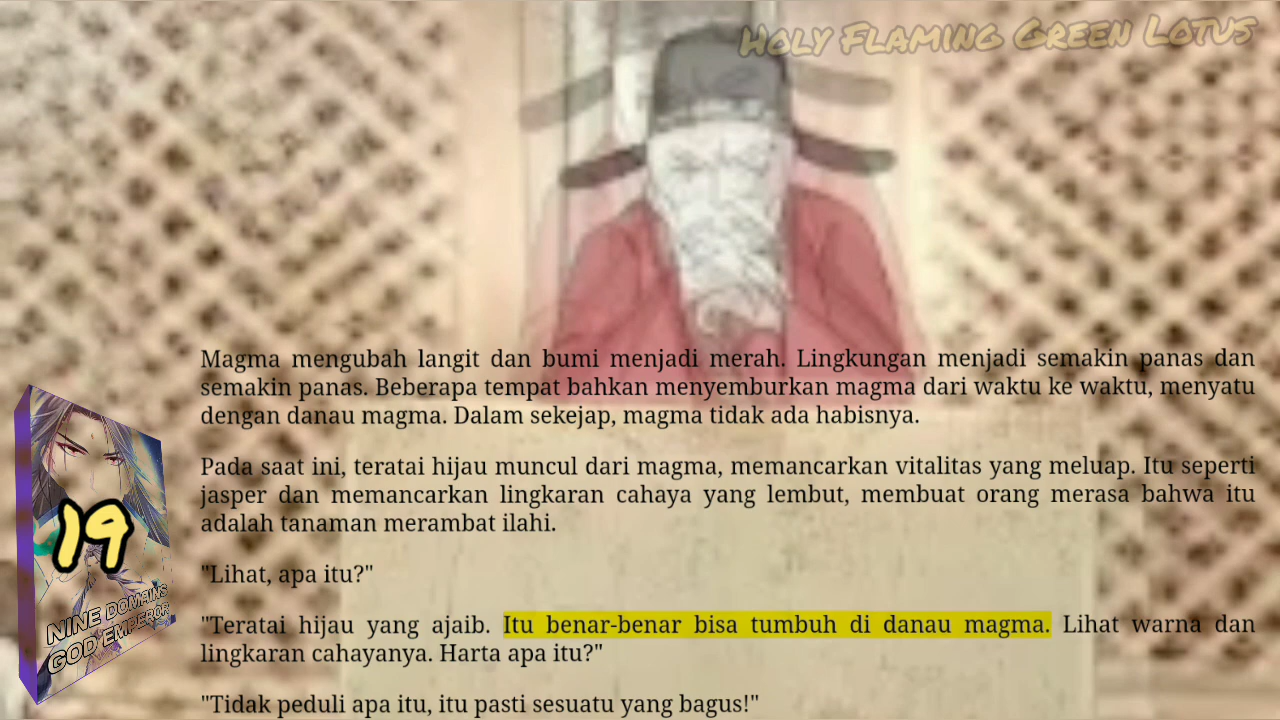 Holy Flaming Green Lotus
Magma mengubah langit dan bumi menjadi merah. Lingkungan menjadi semakin panas dan
semakin panas. Beberapa tempat bahkan menyemburkan magma dari waktu ke waktu, menyatu
dengan danau magma. Dalam sekejap, magma tidak ada habisnya.
Pada saat ini, teratai hijau muncul dari magma, memancarkan vitalitas yang meluap. Itu seperti
jasper dan memancarkan lingkaran cahaya yang lembut, membuat orang merasa bahwa itu
adalah tanaman merambat ilahi.
"Lihat, apa itu?"
"Teratai hijau yang ajaib. Itu benar-benar bisa tumbuh di danau magma. Lihat warna dan
lingkaran cahayanya. Harta apa itu?"
"Tidak peduli apa itu, itu pasti sesuatu yang bagus!"
19
NINE DOMAINS
GOD EMPEROR